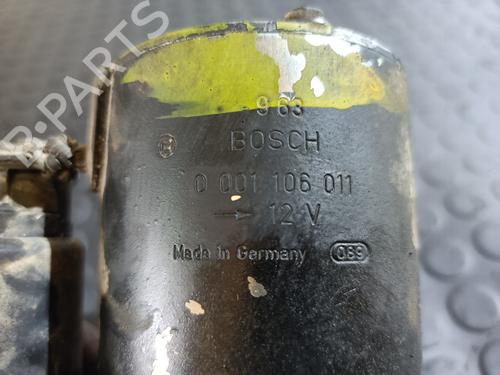 B-PARTS
963
BOSCH
0 001 106 011
→ 12 V
Made in Germany 089